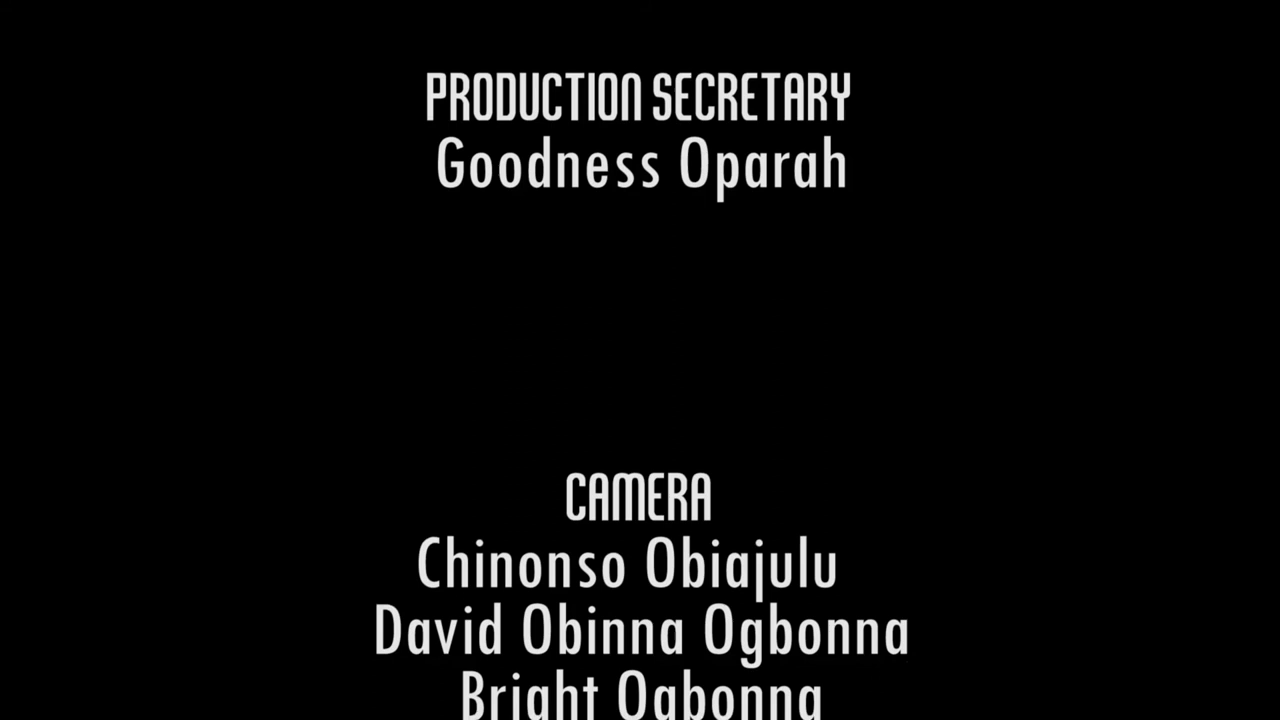 PRODUCTION SECRETARY
Goodness Oparah
CAMERA
Chinonso Obiajulu
David Obinna Ogbonna
Bright Ogbonna